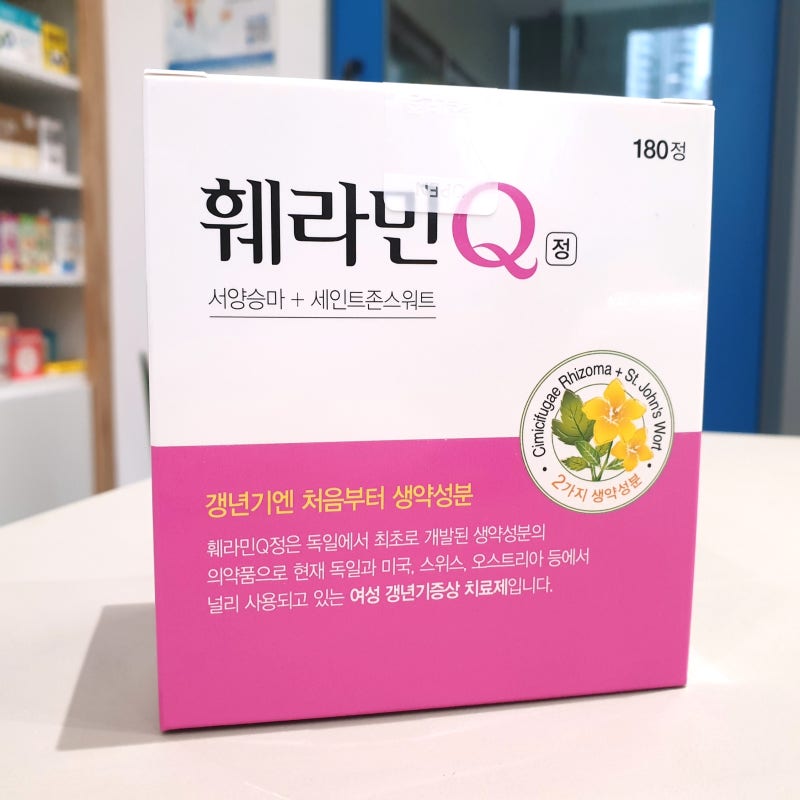 180정
훼라민Q정
서양승마 + 세인트존스워트
Cimicifugae Rhizoma + St. John's Wort
2가지 생약성분
갱년기엔 처음부터 생약성분
훼라민Q정은 독일에서 최초로 개발된 생약성분의
의약품으로 현재 독일과 미국, 스위스, 오스트리아 등에서
널리 사용되고 있는 여성 갱년기증상 치료제입니다.